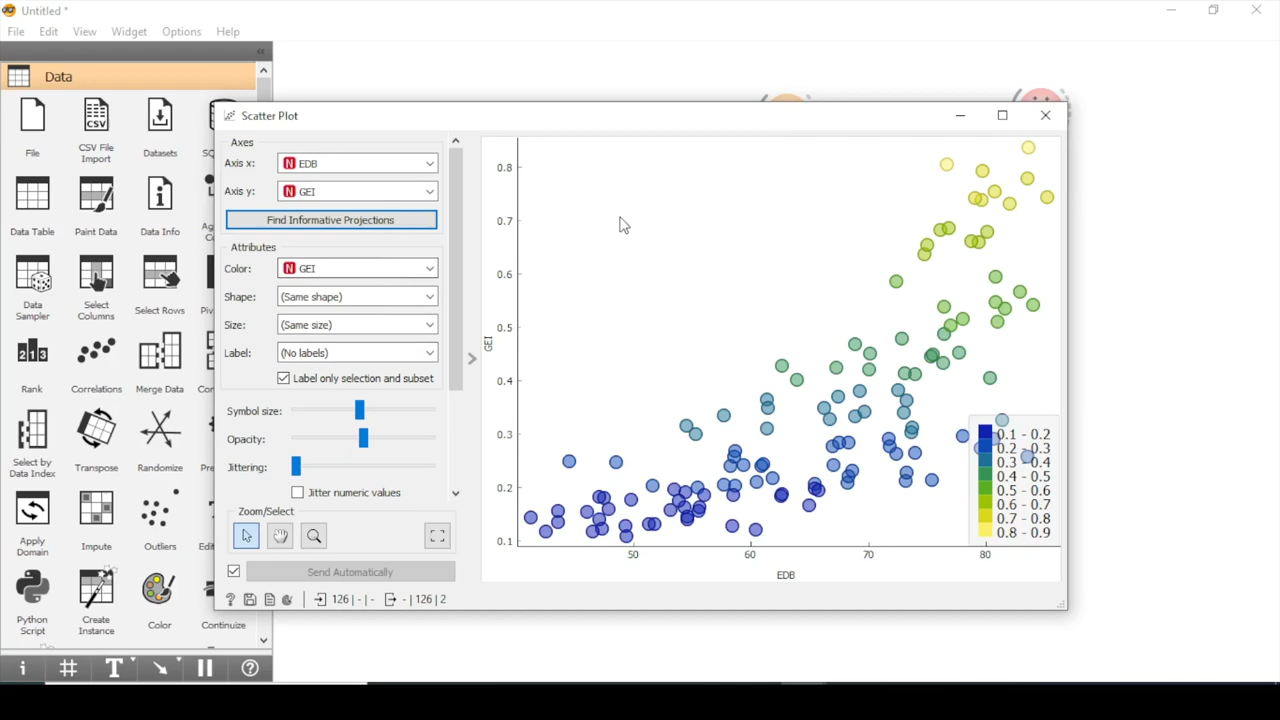 Untitled *
File Edit View Widget Options Help
Data
File
CSV File
Import
Datasets
Data Table
Paint Data
Data Info
Data
Sampler
Select
Columns
Select Rows
Rank
Correlations
Merge Data
Select by
Data Index
Transpose
Randomize
Apply
Domain
Impute
Outliers
Python
Script
Create
Instance
Color
Continuize
Scatter Plot
Axes
Axis x: N EDB
Axis y: N GEI
Find Informative Projections
Attributes
Color: N GEI
Shape: (Same shape)
Size: (Same size)
Label: (No labels)
Label only selection and subset
Symbol size:
Opacity:
Jittering:
Jitter numeric values
Zoom/Select
Send Automatically
126 | - | -
- | 126 | 2
0.8
0.7
0.6
0.5
0.4
0.3
0.2
0.1
GEI
50 60 70 80
EDB
0.1 - 0.2
0.2 - 0.3
0.3 - 0.4
0.4 - 0.5
0.5 - 0.6
0.6 - 0.7
0.7 - 0.8
0.8 - 0.9